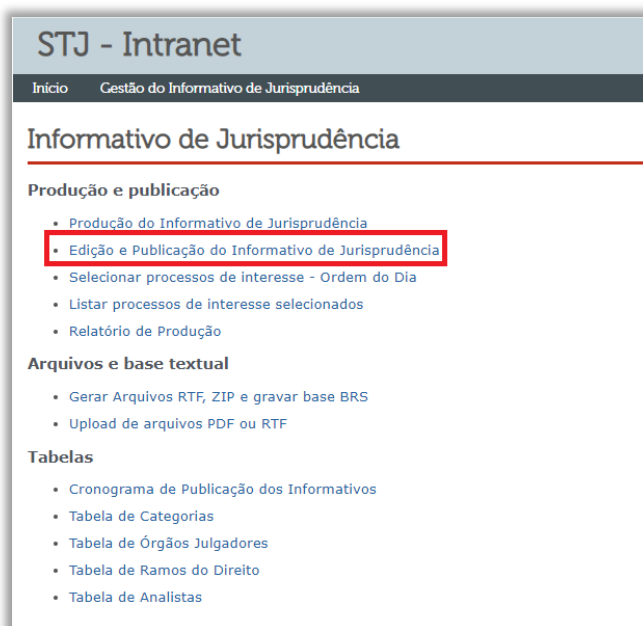 STJ - Intranet
Início Gestão do Informativo de Jurisprudência
Informativo de Jurisprudência
Produção e publicação
• Produção do Informativo de Jurisprudência
• Edição e Publicação do Informativo de Jurisprudência
• Selecionar processos de interesse - Ordem do Dia
• Listar processos de interesse selecionados
• Relatório de Produção
Arquivos e base textual
• Gerar Arquivos RTF, ZIP e gravar base BRS
• Upload de arquivos PDF ou RTF
Tabelas
• Cronograma de Publicação dos Informativos
• Tabela de Categorias
• Tabela de Órgãos Julgadores
• Tabela de Ramos do Direito
• Tabela de Analistas